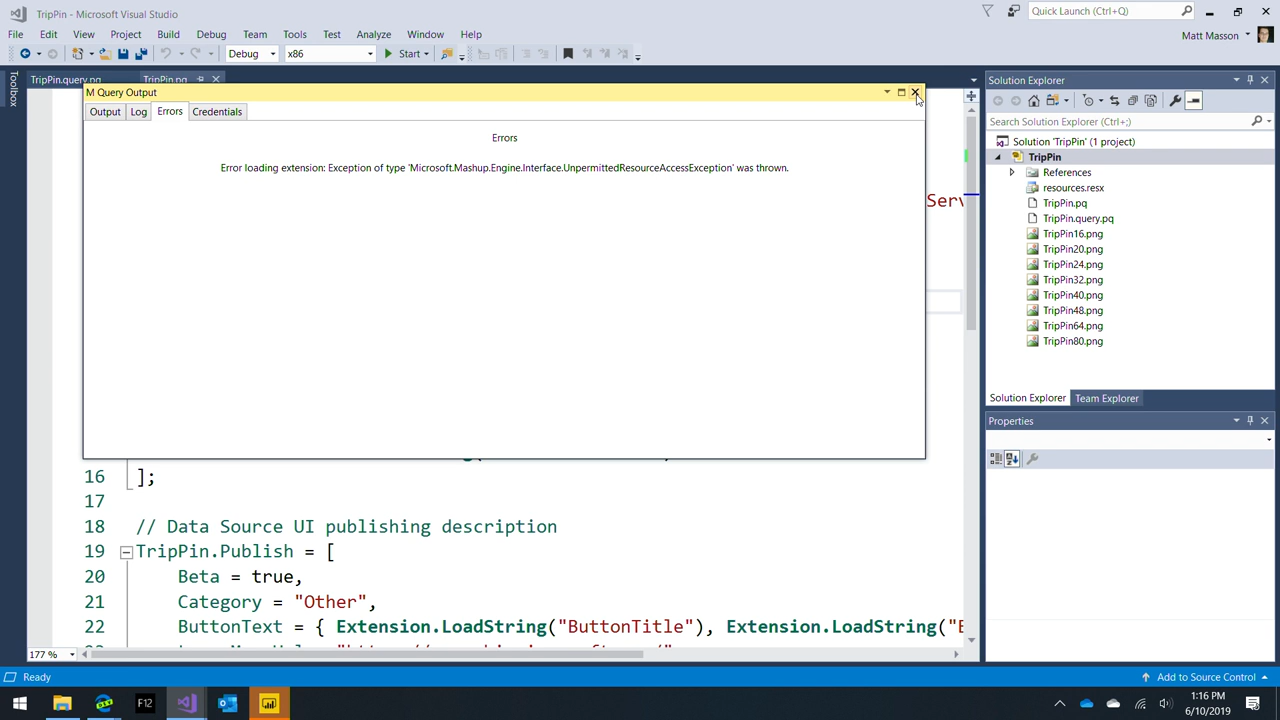 TripPin - Microsoft Visual Studio
Quick Launch (Ctrl+Q)
File Edit View Project Build Debug Team Tools Test Analyze Window Help
Matt Masson
Debug x86 Start
Toolbox
TripPin.query.pq TripPin.pq
M Query Output
Output Log Errors Credentials
Errors
Error loading extension: Exception of type 'Microsoft.Mashup.Engine.Interface.UnpermittedResourceAccessException' was thrown.
16 ];
17
18 // Data Source UI publishing description
19 TripPin.Publish = [
20 Beta = true,
21 Category = "Other",
22 ButtonText = { Extension.LoadString("ButtonTitle"), Extension.LoadString("
177 %
Solution Explorer
Search Solution Explorer (Ctrl+;)
Solution 'TripPin' (1 project)
TripPin
References
resources.resx
TripPin.pq
TripPin.query.pq
TripPin16.png
TripPin20.png
TripPin24.png
TripPin32.png
TripPin40.png
TripPin48.png
TripPin64.png
TripPin80.png
Solution Explorer Team Explorer
Properties
Ready
Add to Source Control
F12
1:16 PM
6/10/2019